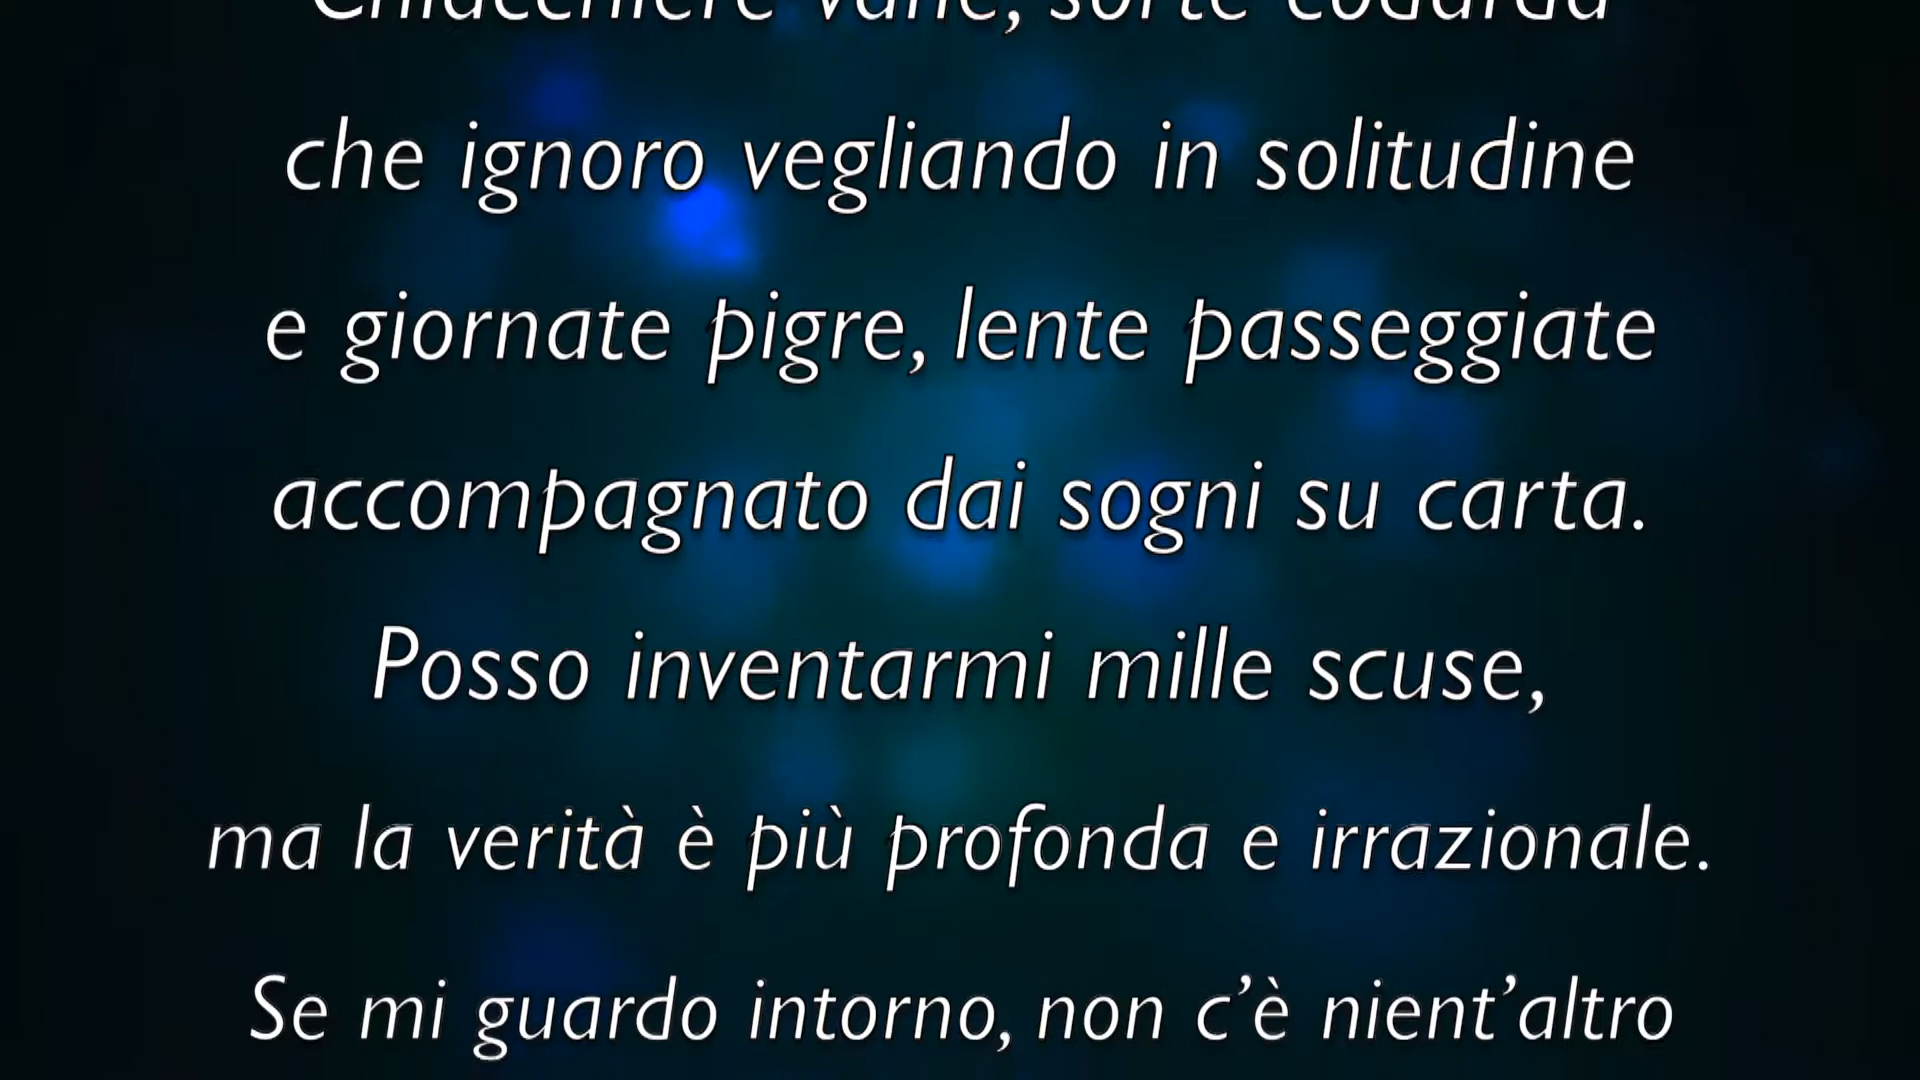 Chiacchiere vane, sorte codarda
che ignoro vegliando in solitudine
e giornate pigre, lente passeggiate
accompagnato dai sogni su carta.
Posso inventarmi mille scuse,
ma la verità è più profonda e irrazionale.
Se mi guardo intorno, non c’è nient’altro